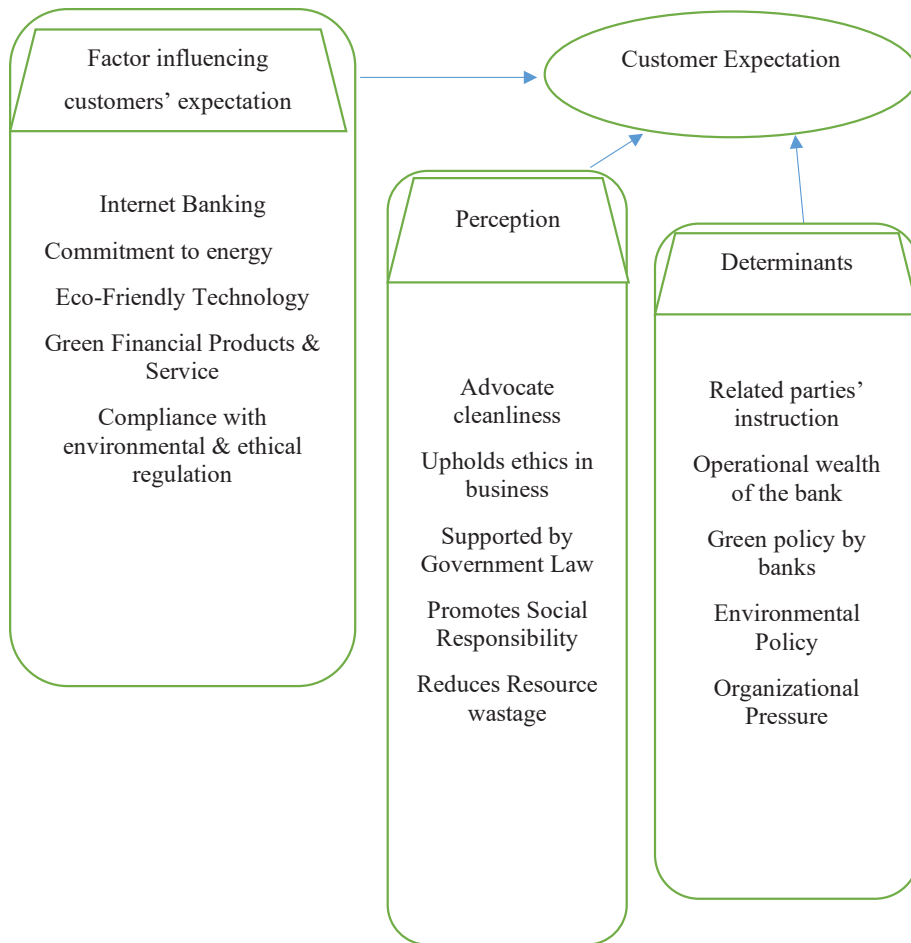 Factor influencing
customers’ expectation
Internet Banking
Commitment to energy
Eco-Friendly Technology
Green Financial Products &
Service
Compliance with
environmental & ethical
regulation
Customer Expectation
Perception
Advocate
cleanliness
Upholds ethics in
business
Supported by
Government Law
Promotes Social
Responsibility
Reduces Resource
wastage
Determinants
Related parties’
instruction
Operational wealth
of the bank
Green policy by
banks
Environmental
Policy
Organizational
Pressure